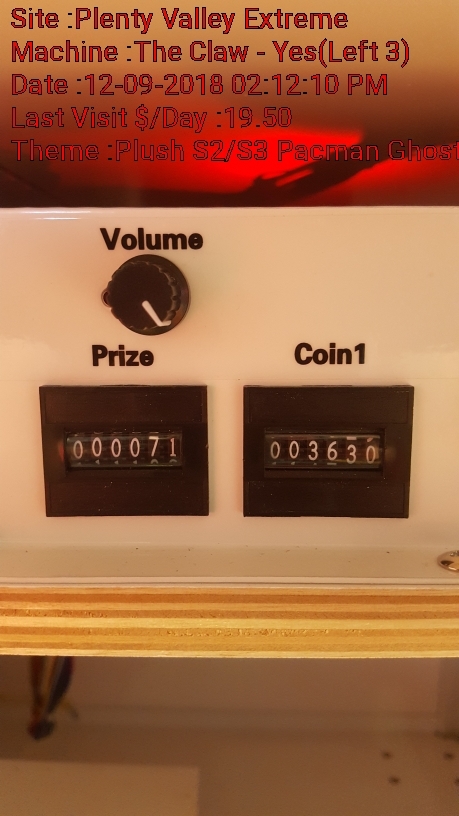 Site :Plenty Valley Extreme
Machine :The Claw - Yes(Left 3)
Date :12-09-2018 02:12:10 PM
Last Visit $/Day :19.50
Theme :Plush S2/S3 Pacman Ghost
Volume
Prize Coin1
000071 003630